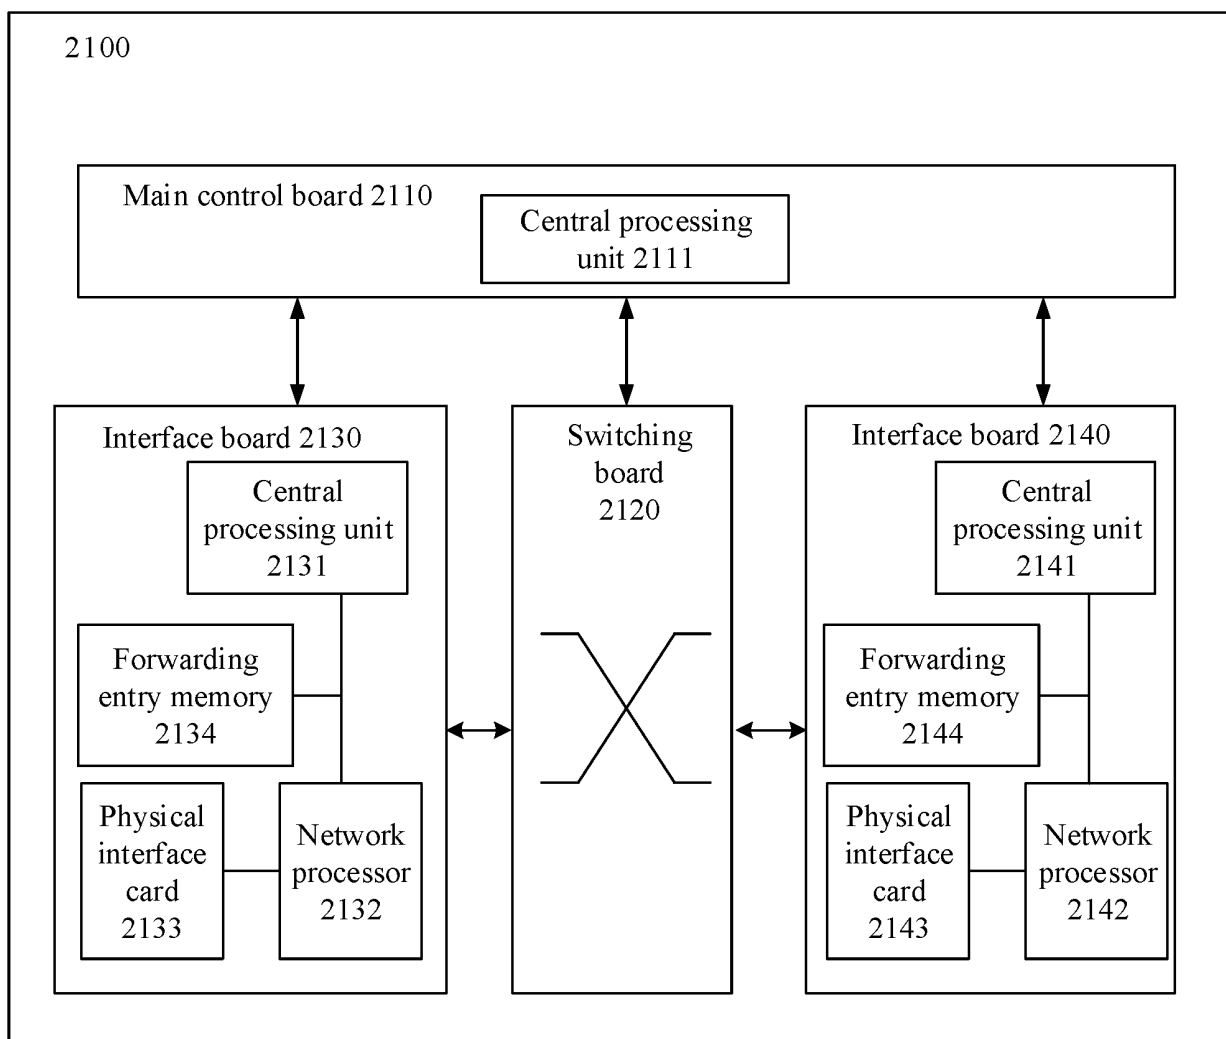 2100
Main control board 2110
Central processing
unit 2111
Interface board 2130
Central
processing unit
2131
Forwarding
entry memory
2134
Physical
interface
card
2133
Network
processor
2132
Switching
board
2120
Interface board 2140
Central
processing unit
2141
Forwarding
entry memory
2144
Physical
interface
card
2143
Network
processor
2142